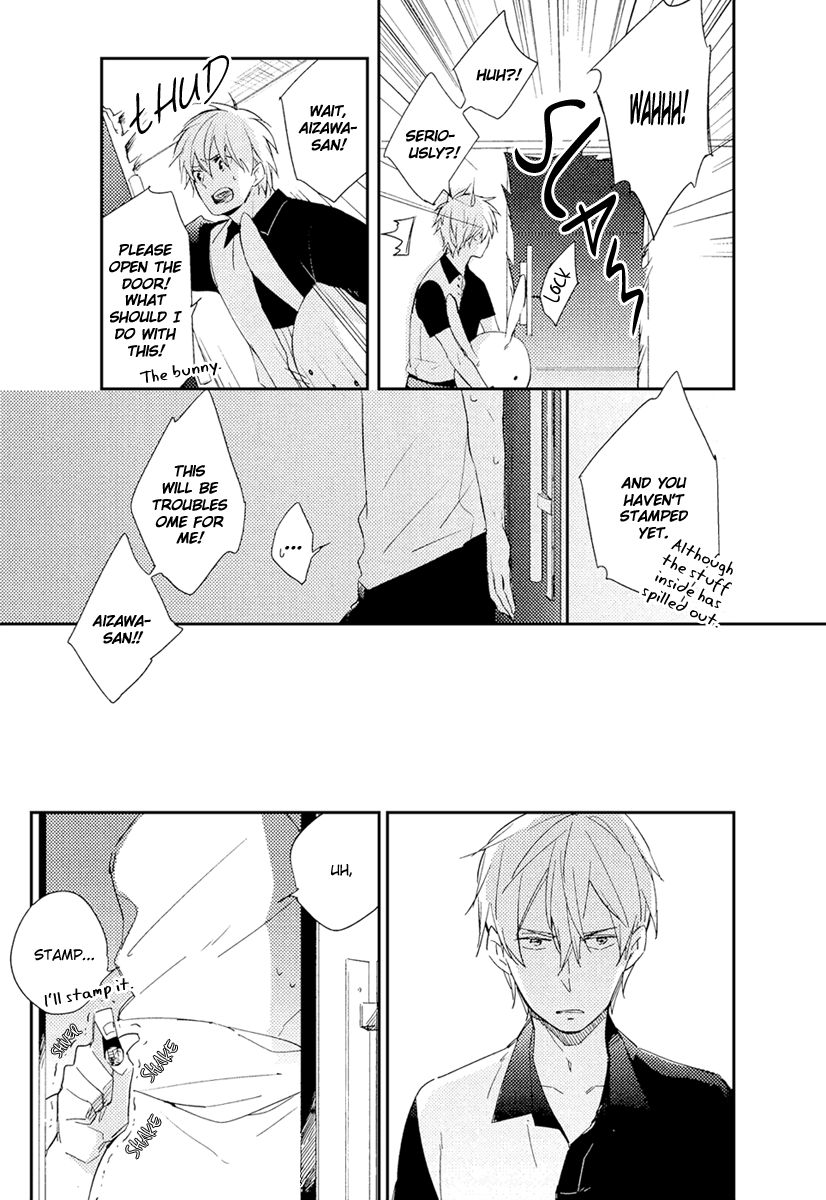 WAHHH!
SLAM
HUH?!
SERIO-
USLY?!
LOCK
WAIT,
AIZAWA-
SAN!
THUD
PLEASE
OPEN THE
DOOR!
WHAT
SHOULD I
DO WITH
THIS!
The bunny.
AND YOU
HAVEN'T
STAMPED
YET.
Although
the stuff
inside has
spilled out.
...
THIS
WILL BE
TROUBLES
OME FOR
ME!
AIZAWA-
SAN!!
UH,
STAMP...
I'll stamp it.
SHIVER
SHAKE
SHAKE